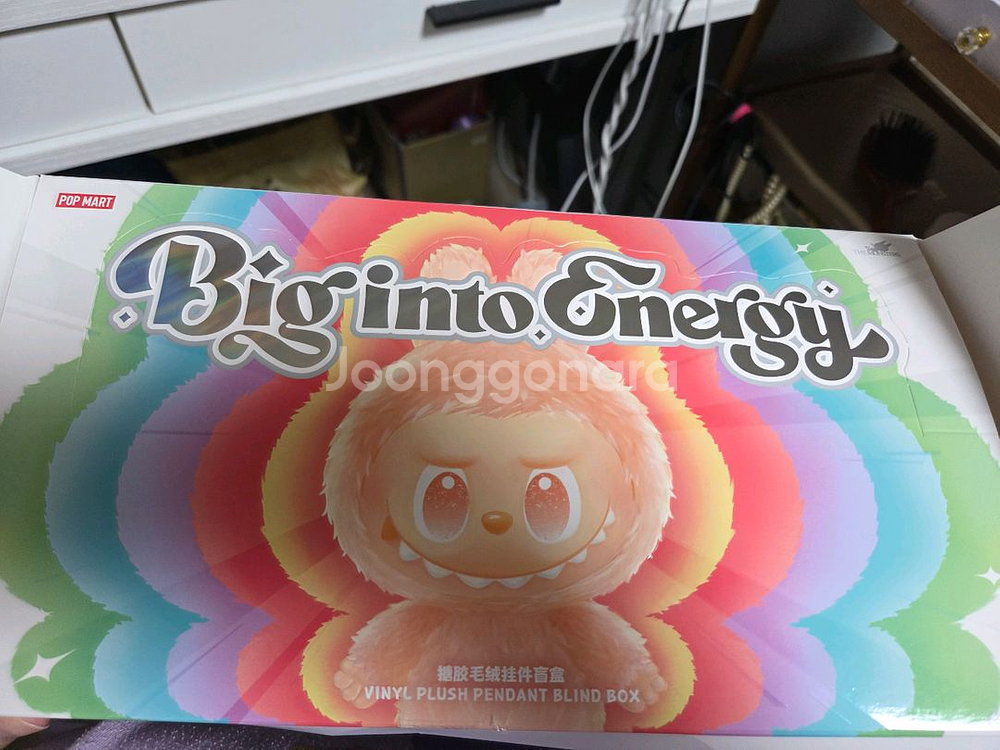 POP MART
Big into Energy
Joonggonara
搪胶毛绒挂件盲盒
VINYL PLUSH PENDANT BLIND BOX